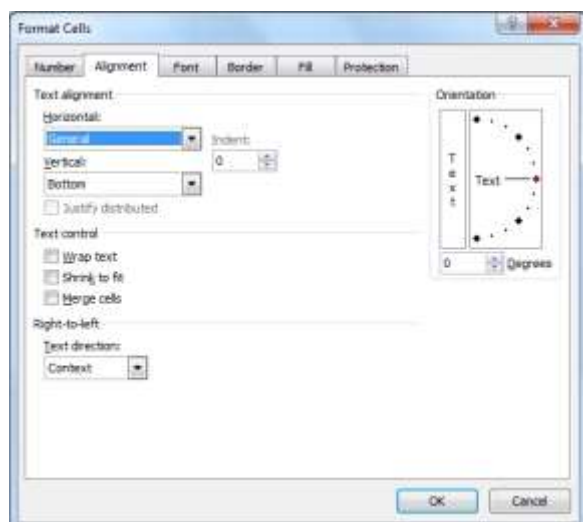 Format Cells
Number Alignment Font Border Fill Protection
Text alignment
Horizontal:
General
Indent:
Vertical:
0
Bottom
Justify distributed
Text control
Wrap text
Shrink to fit
Merge cells
Right-to-left
Text direction:
Context
Orientation
Text
Text
0 Degrees
OK Cancel